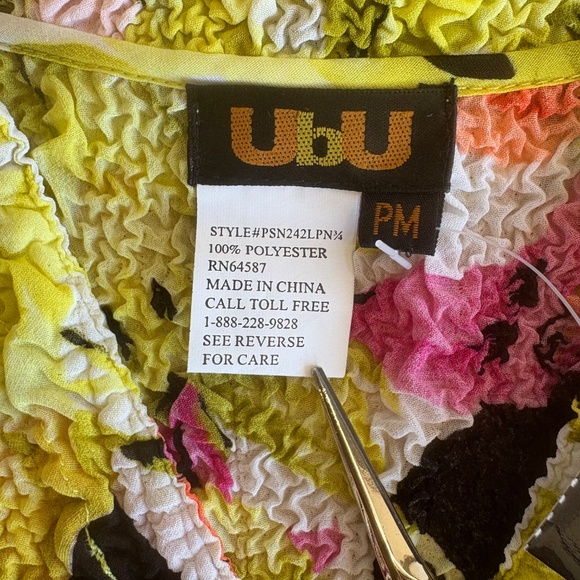 UbU
PM
STYLE#PSN242LPN¾
100% POLYESTER
RN64587
MADE IN CHINA
CALL TOLL FREE
1-888-228-9828
SEE REVERSE
FOR CARE